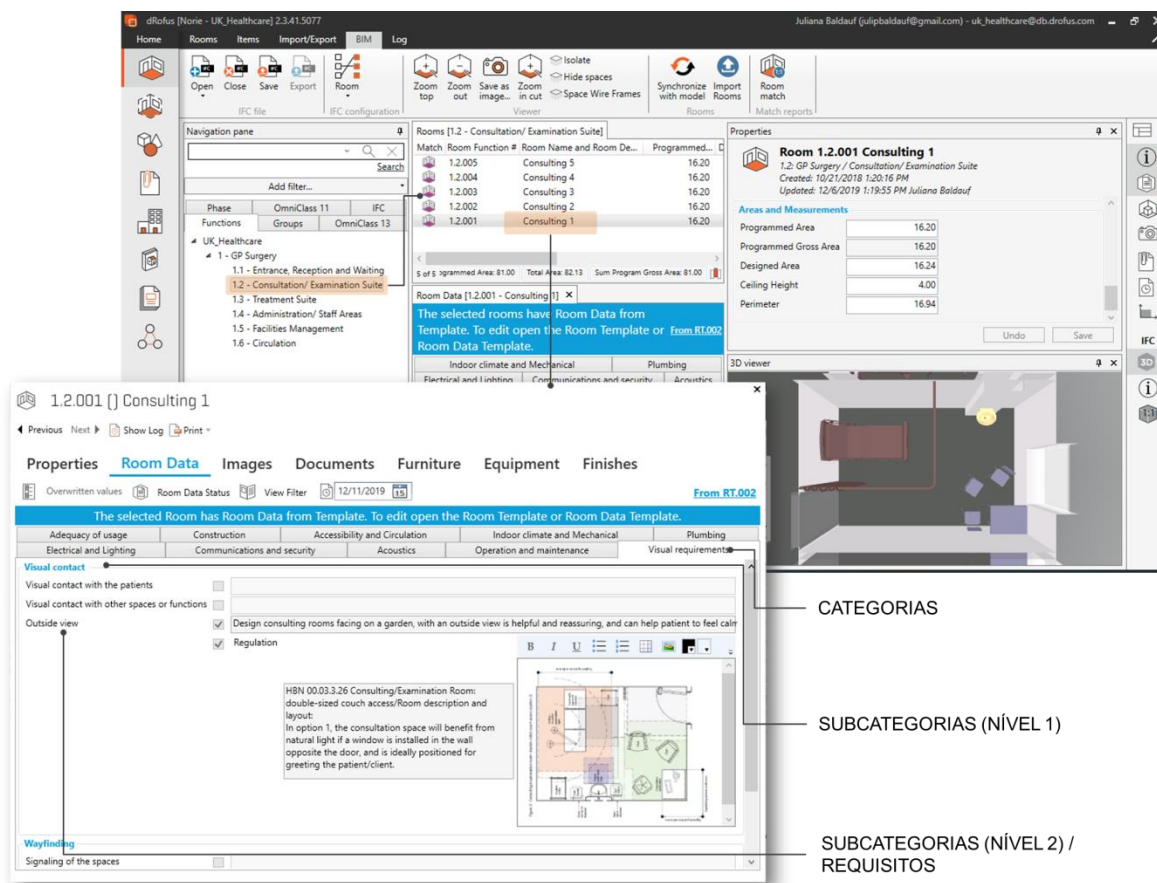 dRofus [Norie - UK_Healthcare] 2.3.41.5077
Juliana Baldauf (julipbaldauf@gmail.com) - uk_healthcare@db.drofus.com
Home Rooms Items Import/Export BIM Log
Open Close Save Export
Room
Zoom top
Zoom out
Save as image...
Zoom in cut
Isolate
Hide spaces
Space Wire Frames
Synchronize with model
Import Rooms
Room match
IFC file IFC configuration Viewer Rooms Match reports
Navigation pane
Search
Add filter...
Phase OmniClass 11 IFC
Functions Groups OmniClass 13
UK_Healthcare
1 - GP Surgery
1.1 - Entrance, Reception and Waiting
1.2 - Consultation/ Examination Suite
1.3 - Treatment Suite
1.4 - Administration/ Staff Areas
1.5 - Facilities Management
1.6 - Circulation
Rooms [1.2 - Consultation/ Examination Suite]
Match Room Function # Room Name and Room De... Programmed... D
1.2.005 Consulting 5 16.20
1.2.004 Consulting 4 16.20
1.2.003 Consulting 3 16.20
1.2.002 Consulting 2 16.20
1.2.001 Consulting 1 16.20
5 of 5 ogrammed Area: 81.00 Total Area: 82.13 Sum Program Gross Area: 81.00
Room Data [1.2.001 - Consulting 1]
The selected rooms have Room Data from
Template. To edit open the Room Template or From RT.002
Room Data Template.
Indoor climate and Mechanical Plumbing
Electrical and Lighting Communications and security Acoustics
Properties
Room 1.2.001 Consulting 1
1.2: GP Surgery / Consultation/ Examination Suite
Created: 10/21/2018 1:20:16 PM
Updated: 12/6/2019 1:19:55 PM Juliana Baldauf
Areas and Measurements
Programmed Area 16.20
Programmed Gross Area 16.20
Designed Area 16.24
Ceiling Height 4.00
Perimeter 16.94
Undo Save
3D viewer
IFC
3D
1:1
1.2.001 () Consulting 1
Previous Next Show Log Print
Properties Room Data Images Documents Furniture Equipment Finishes
Overwritten values Room Data Status View Filter 12/11/2019 15 From RT.002
The selected Room has Room Data from Template. To edit open the Room Template or Room Data Template.
Adequacy of usage Construction Accessibility and Circulation Indoor climate and Mechanical Plumbing
Electrical and Lighting Communications and security Acoustics Operation and maintenance Visual requirements
Visual contact
Visual contact with the patients
Visual contact with other spaces or functions
Outside view Design consulting rooms facing on a garden, with an outside view is helpful and reassuring, and can help patient to feel calm
Regulation
B I U
HBN 00.03.3.26 Consulting/Examination Room:
double-sized couch access/Room description and
layout:
In option 1, the consultation space will benefit from
natural light if a window is installed in the wall
opposite the door, and is ideally positioned for
greeting the patient/client.
Wayfinding
Signaling of the spaces
CATEGORIAS
SUBCATEGORIAS (NÍVEL 1)
SUBCATEGORIAS (NÍVEL 2) /
REQUISITOS